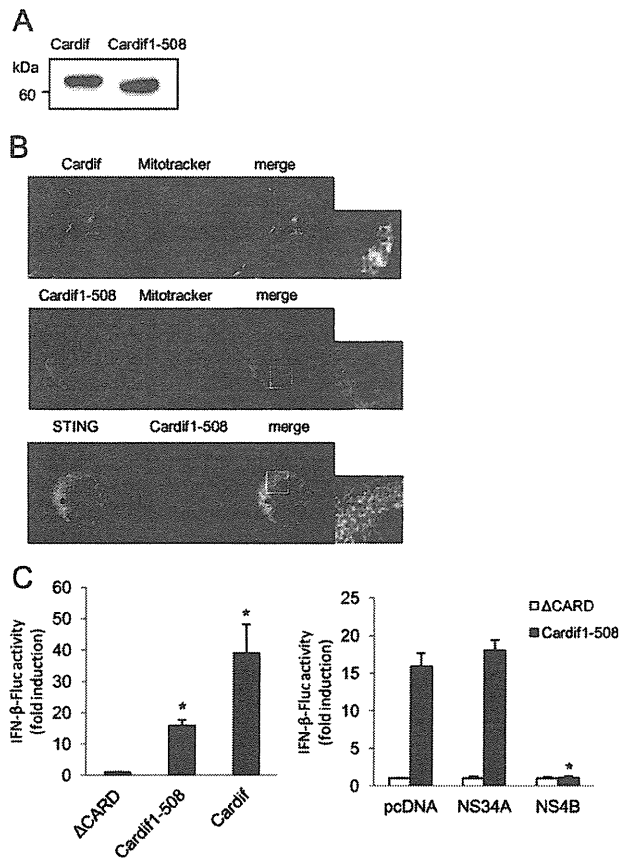 A
Cardif Cardif1-508
kDa
60
B
Cardif Mitotracker merge
Cardif1-508 Mitotracker merge
STING Cardif1-508 merge
C
IFN-β-Fluc activity
(fold induction)
60
50
40
30
20
10
0
*
*
ΔCARD
Cardif1-508
Cardif
IFN-β-Fluc activity
(fold induction)
25
20
15
10
5
0
ΔCARD
Cardif1-508
*
pcDNA NS34A NS4B